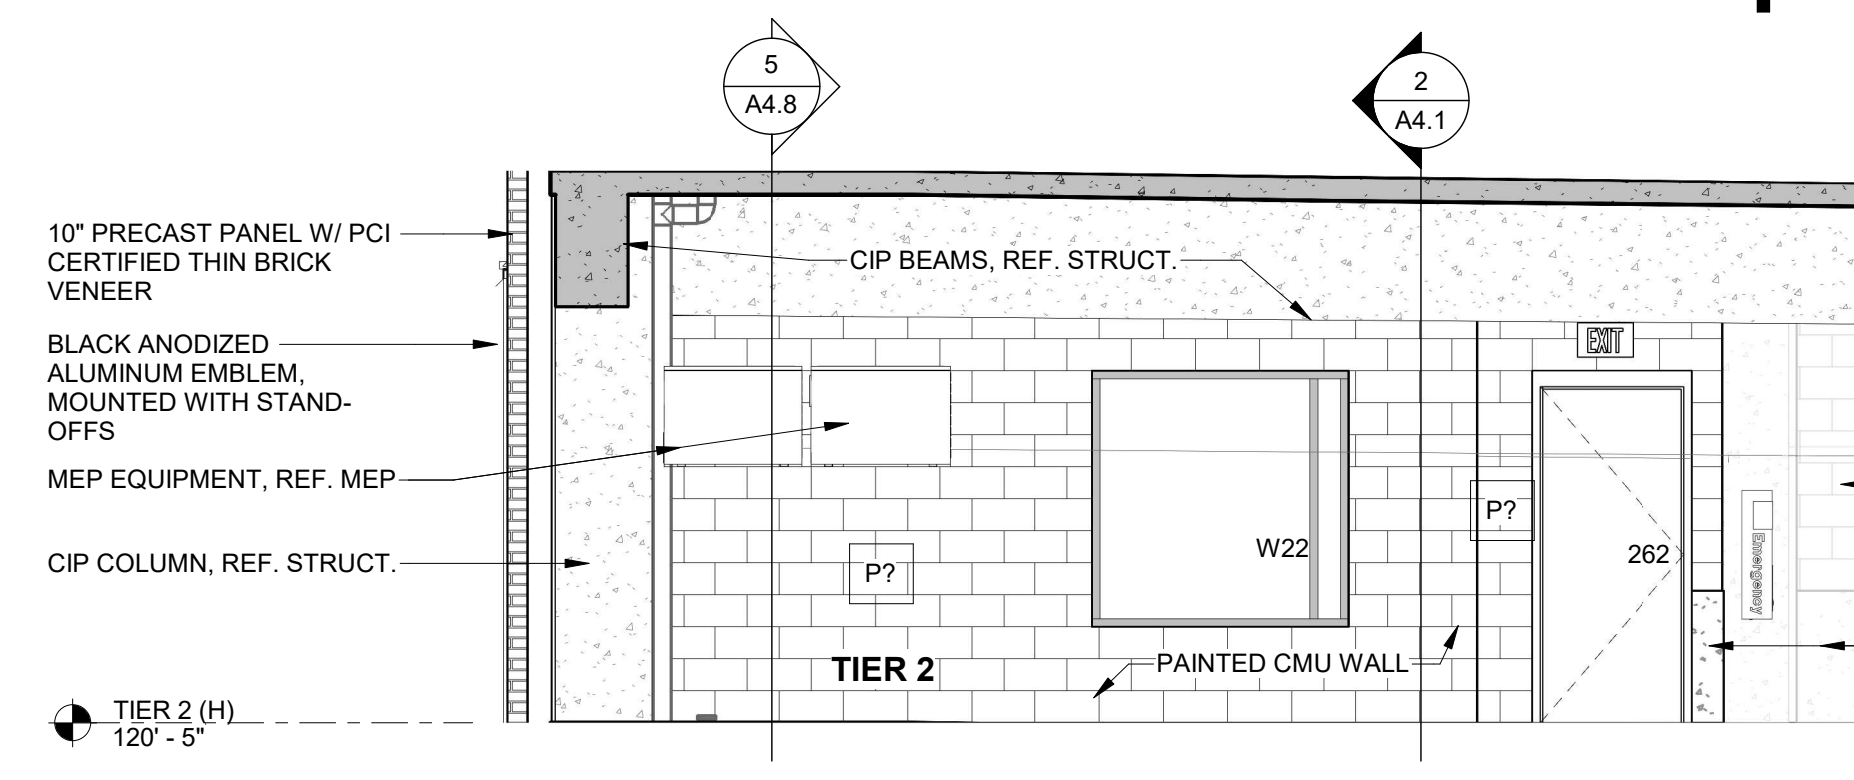 5
A4.8
2
A4.1
10" PRECAST PANEL W/ PCI
CERTIFIED THIN BRICK
VENEER
CIP BEAMS, REF. STRUCT.
BLACK ANODIZED
ALUMINUM EMBLEM,
MOUNTED WITH STAND-
OFFS
EXIT
MEP EQUIPMENT, REF. MEP
P?
W22
262
Emergency
CIP COLUMN, REF. STRUCT.
P?
TIER 2
PAINTED CMU WALL
TIER 2 (H)
120' - 5"